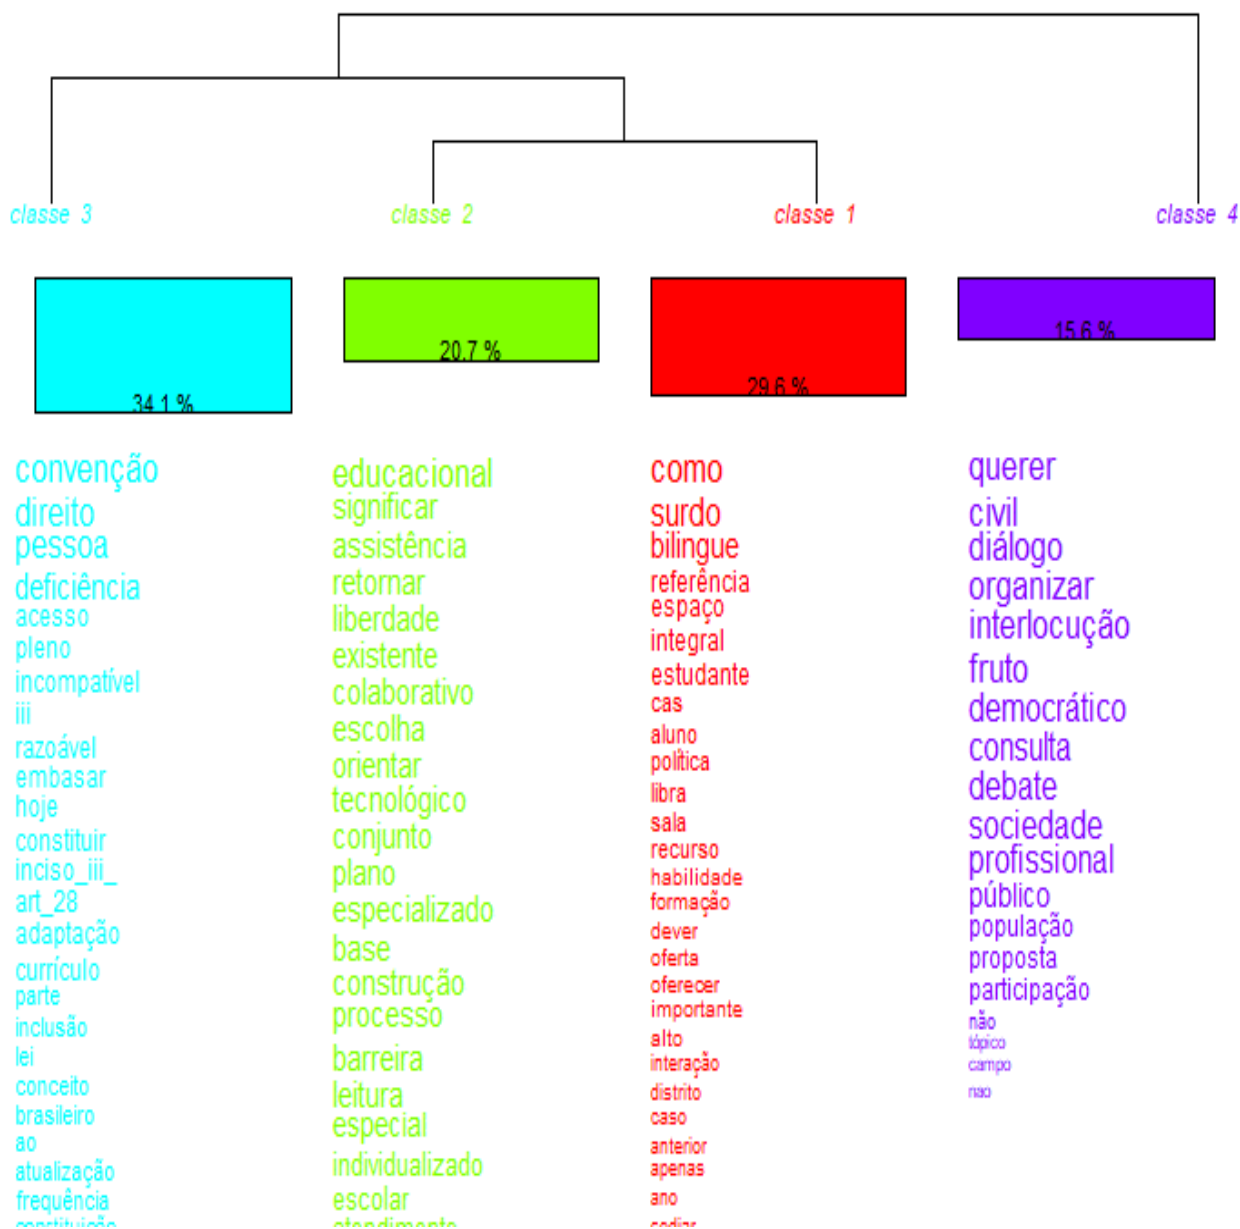 classe 3
classe 2
classe 1
classe 4
34.1 %
20.7 %
29.6 %
15.6 %
convenção
direito
pessoa
deficiência
acesso
pleno
incompatível
iii
razoável
embasar
hoje
constituir
inciso_iii_
art_28
adaptação
currículo
parte
inclusão
lei
conceito
brasileiro
ao
atualização
frequência
constituição
educacional
significar
assistência
retornar
liberdade
existente
colaborativo
escolha
orientar
tecnológico
conjunto
plano
especializado
base
construção
processo
barreira
leitura
especial
individualizado
escolar
atendimento
como
surdo
bilingue
referência
espaço
integral
estudante
cas
aluno
política
libra
sala
recurso
habilidade
formação
dever
oferta
oferecer
importante
alto
interação
distrito
caso
anterior
apenas
ano
querer
civil
diálogo
organizar
interlocução
fruto
democrático
consulta
debate
sociedade
profissional
público
população
proposta
participação
não
tópico
campo
nao